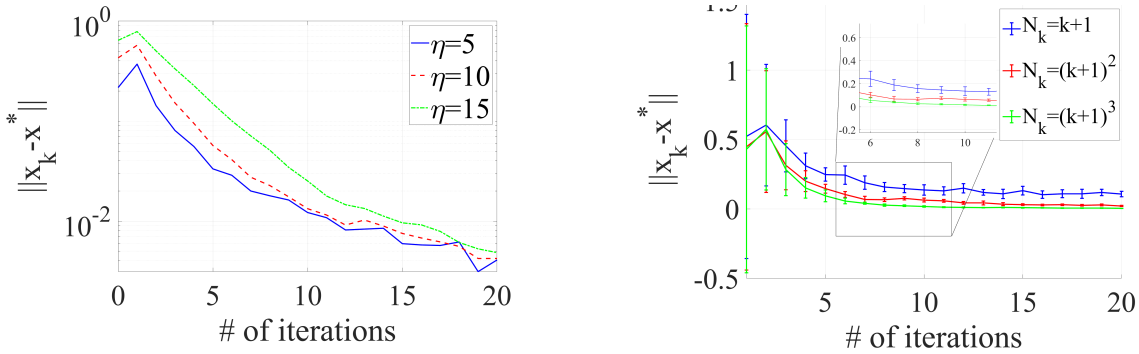 10^0
10^-2
0
5
10
15
20
# of iterations
||x_k-x^*||
η=5
η=10
η=15
1.5
1
0.5
0
-0.5
5
10
15
20
# of iterations
||x_k-x^*||
0.6
0.4
0.2
0
-0.2
6
8
10
N_k=k+1
N_k=(k+1)^2
N_k=(k+1)^3